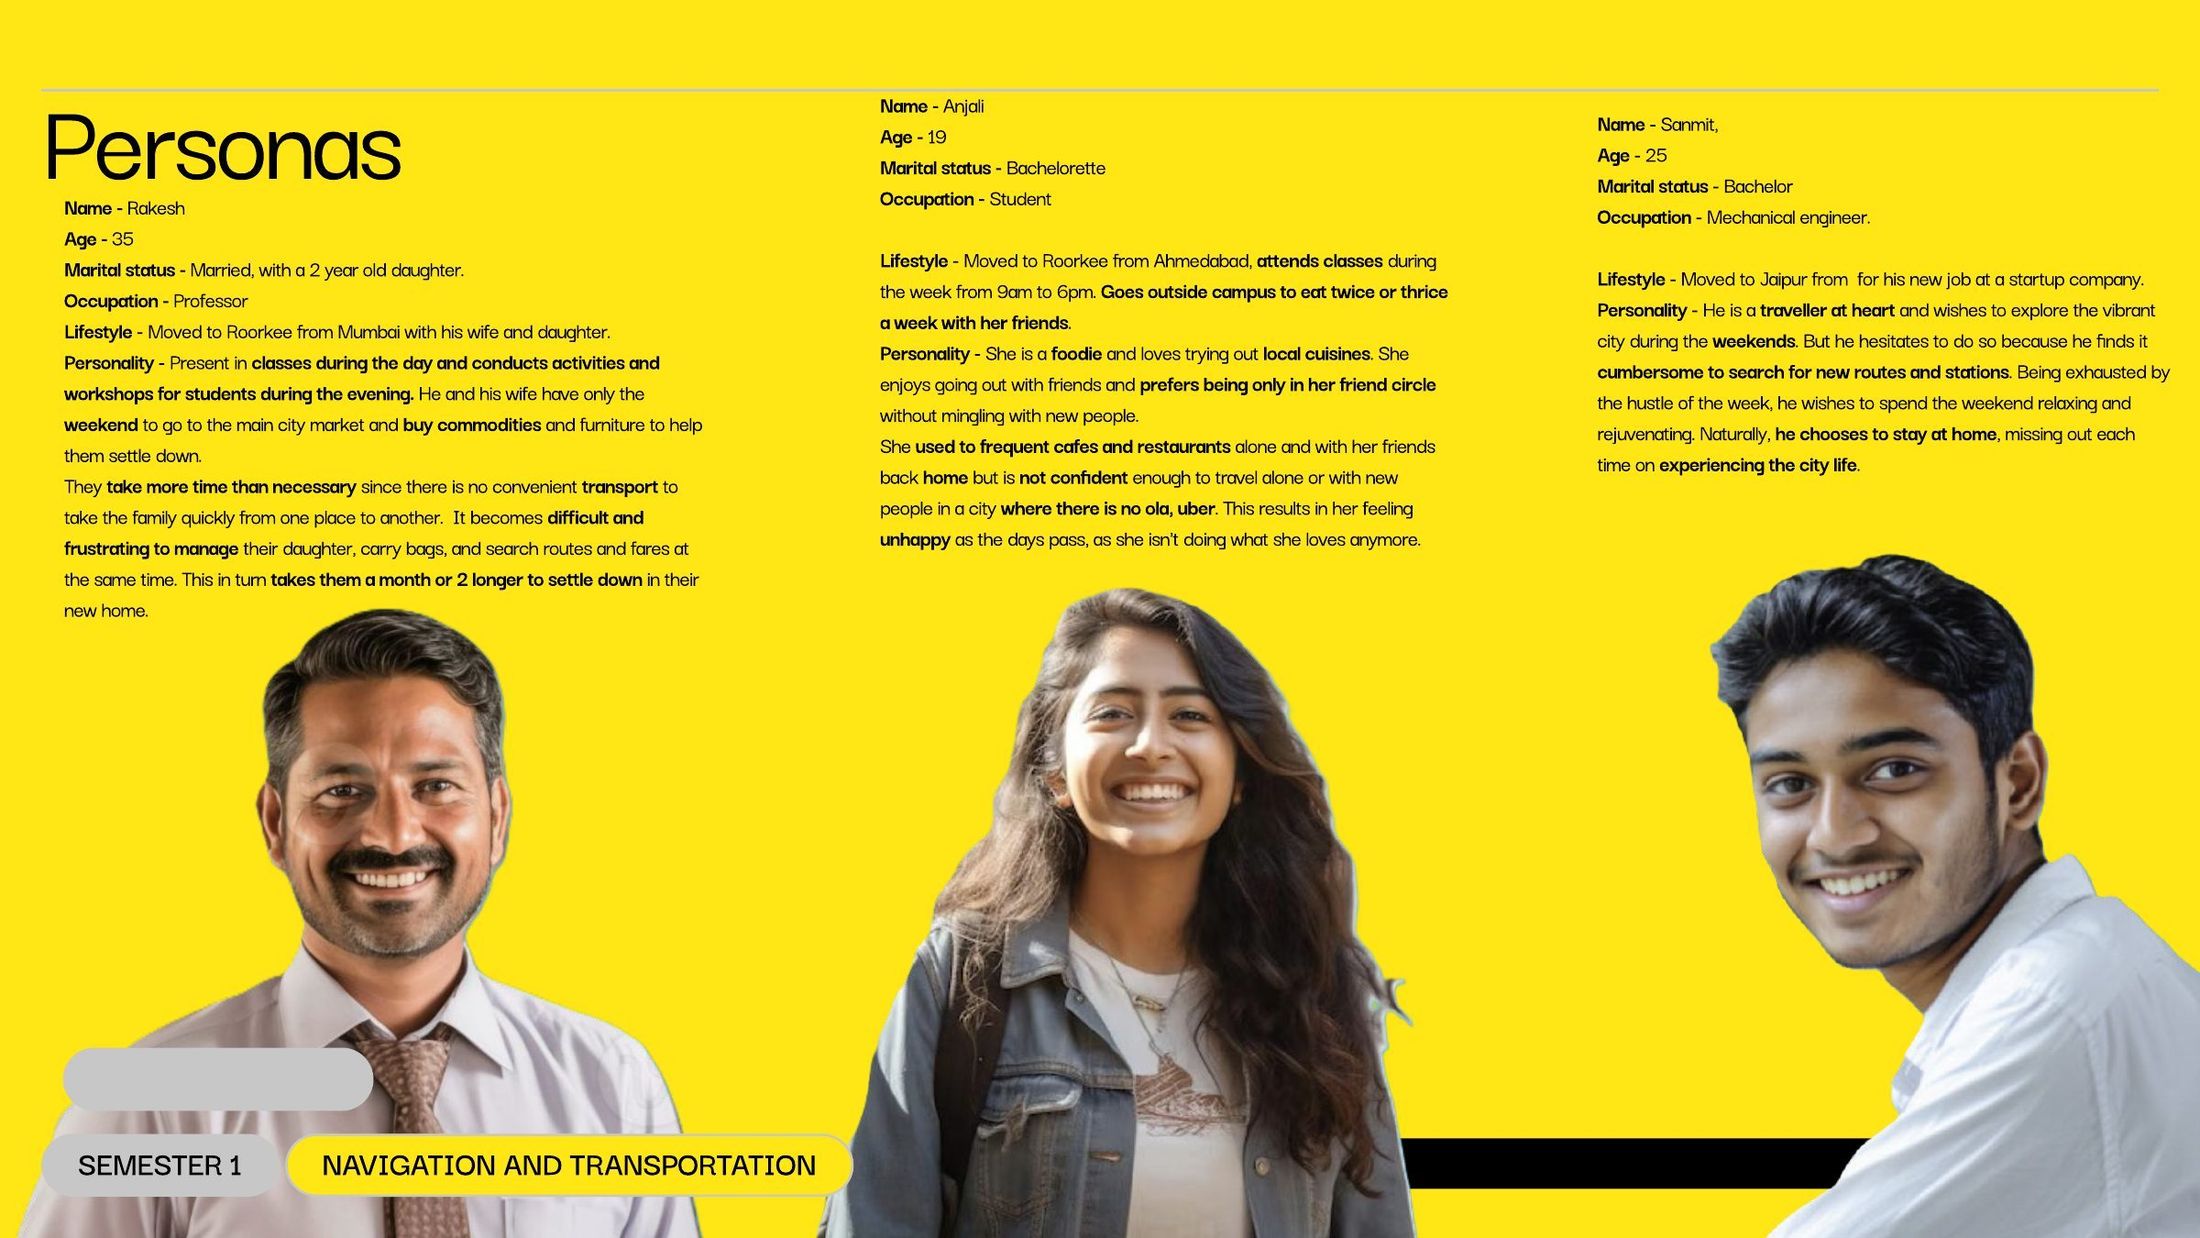 Personas
Name - Rakesh
Age - 35
Marital status - Married, with a 2 year old daughter.
Occupation - Professor
Lifestyle - Moved to Roorkee from Mumbai with his wife and daughter.
Personality - Present in classes during the day and conducts activities and
workshops for students during the evening. He and his wife have only the
weekend to go to the main city market and buy commodities and furniture to help
them settle down.
They take more time than necessary since there is no convenient transport to
take the family quickly from one place to another.  It becomes difficult and
frustrating to manage their daughter, carry bags, and search routes and fares at
the same time. This in turn takes them a month or 2 longer to settle down in their
new home.
Name - Anjali
Age - 19
Marital status - Bachelorette
Occupation - Student
Lifestyle - Moved to Roorkee from Ahmedabad, attends classes during
the week from 9am to 6pm. Goes outside campus to eat twice or thrice
a week with her friends.
Personality - She is a foodie and loves trying out local cuisines. She
enjoys going out with friends and prefers being only in her friend circle
without mingling with new people.
She used to frequent cafes and restaurants alone and with her friends
back home but is not confident enough to travel alone or with new
people in a city where there is no ola, uber. This results in her feeling
unhappy as the days pass, as she isn't doing what she loves anymore.
Name - Sanmit,
Age - 25
Marital status - Bachelor
Occupation - Mechanical engineer.
Lifestyle - Moved to Jaipur from  for his new job at a startup company.
Personality - He is a traveller at heart and wishes to explore the vibrant
city during the weekends. But he hesitates to do so because he finds it
cumbersome to search for new routes and stations. Being exhausted by
the hustle of the week, he wishes to spend the weekend relaxing and
rejuvenating. Naturally, he chooses to stay at home, missing out each
time on experiencing the city life.
SEMESTER 1
NAVIGATION AND TRANSPORTATION